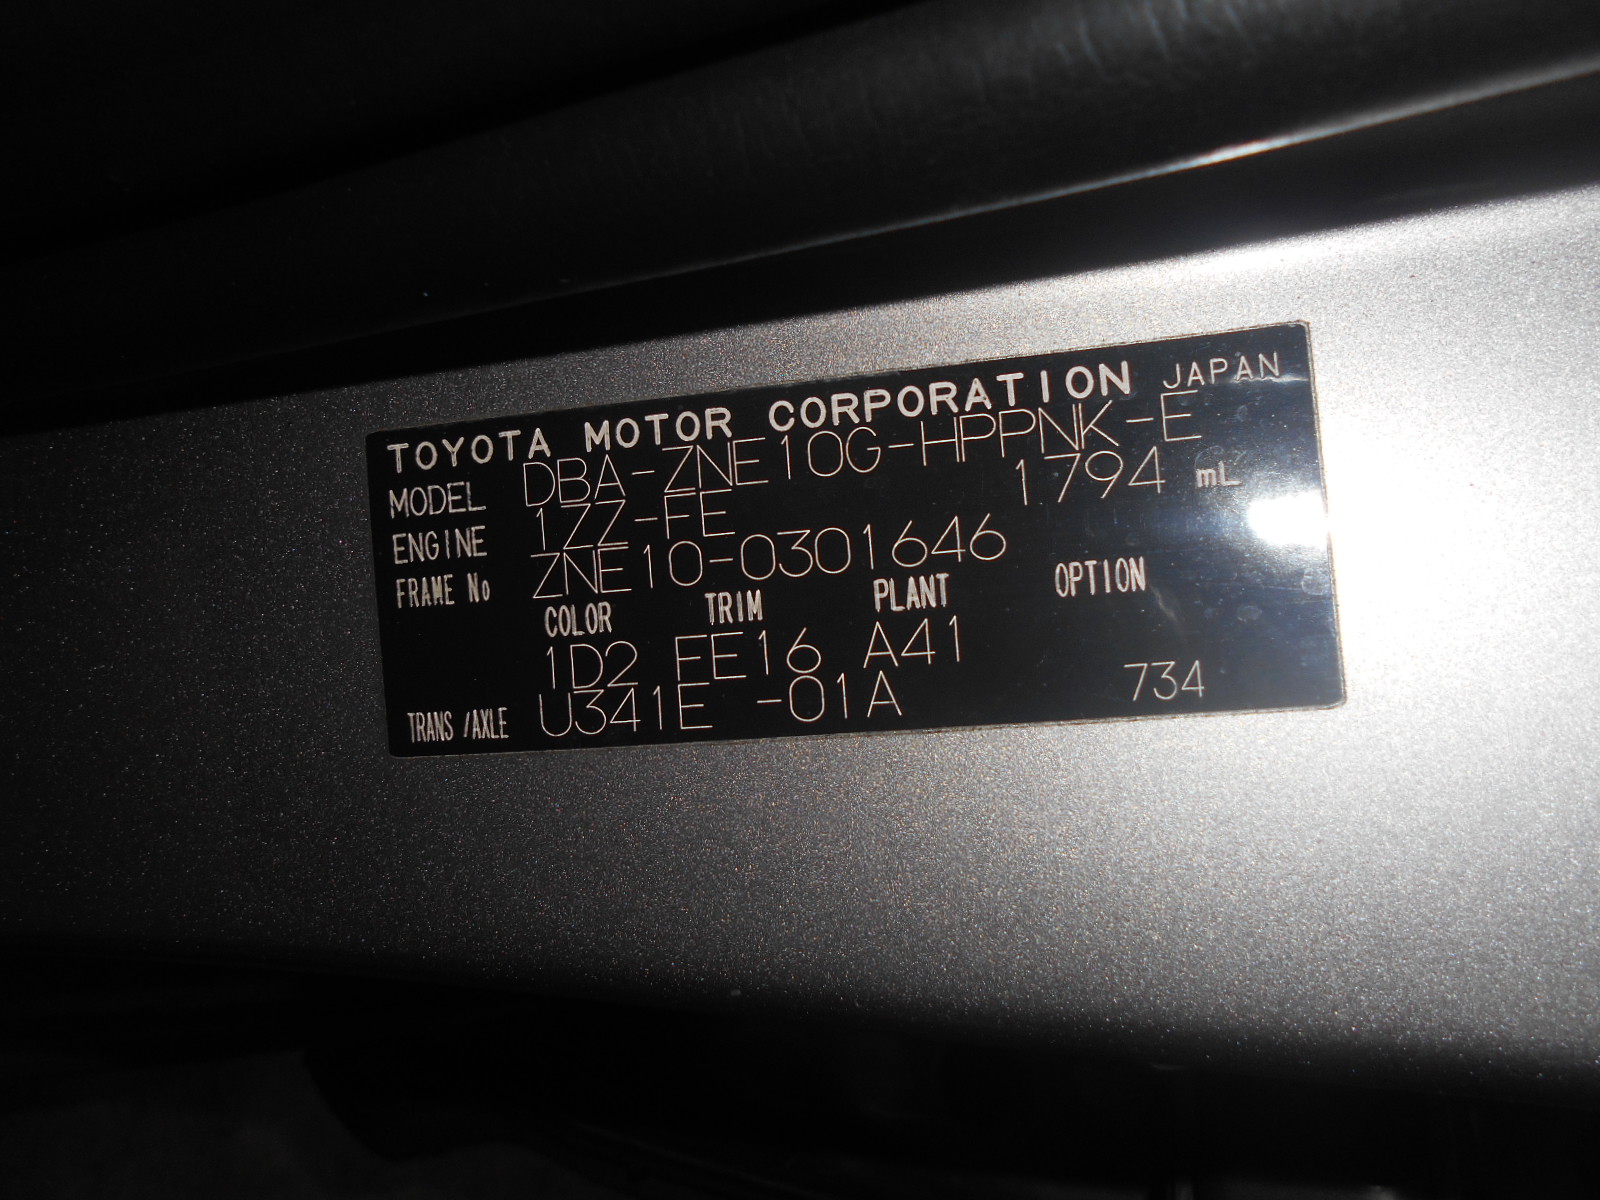 TOYOTA MOTOR CORPORATION JAPAN
MODEL DBA-ZNE10G-HPPNK-E
ENGINE 1ZZ-FE 1794 mL
FRAME No ZNE10-0301646
COLOR TRIM PLANT OPTION
1D2 FE16 A41
TRANS/AXLE U341E -01A 734